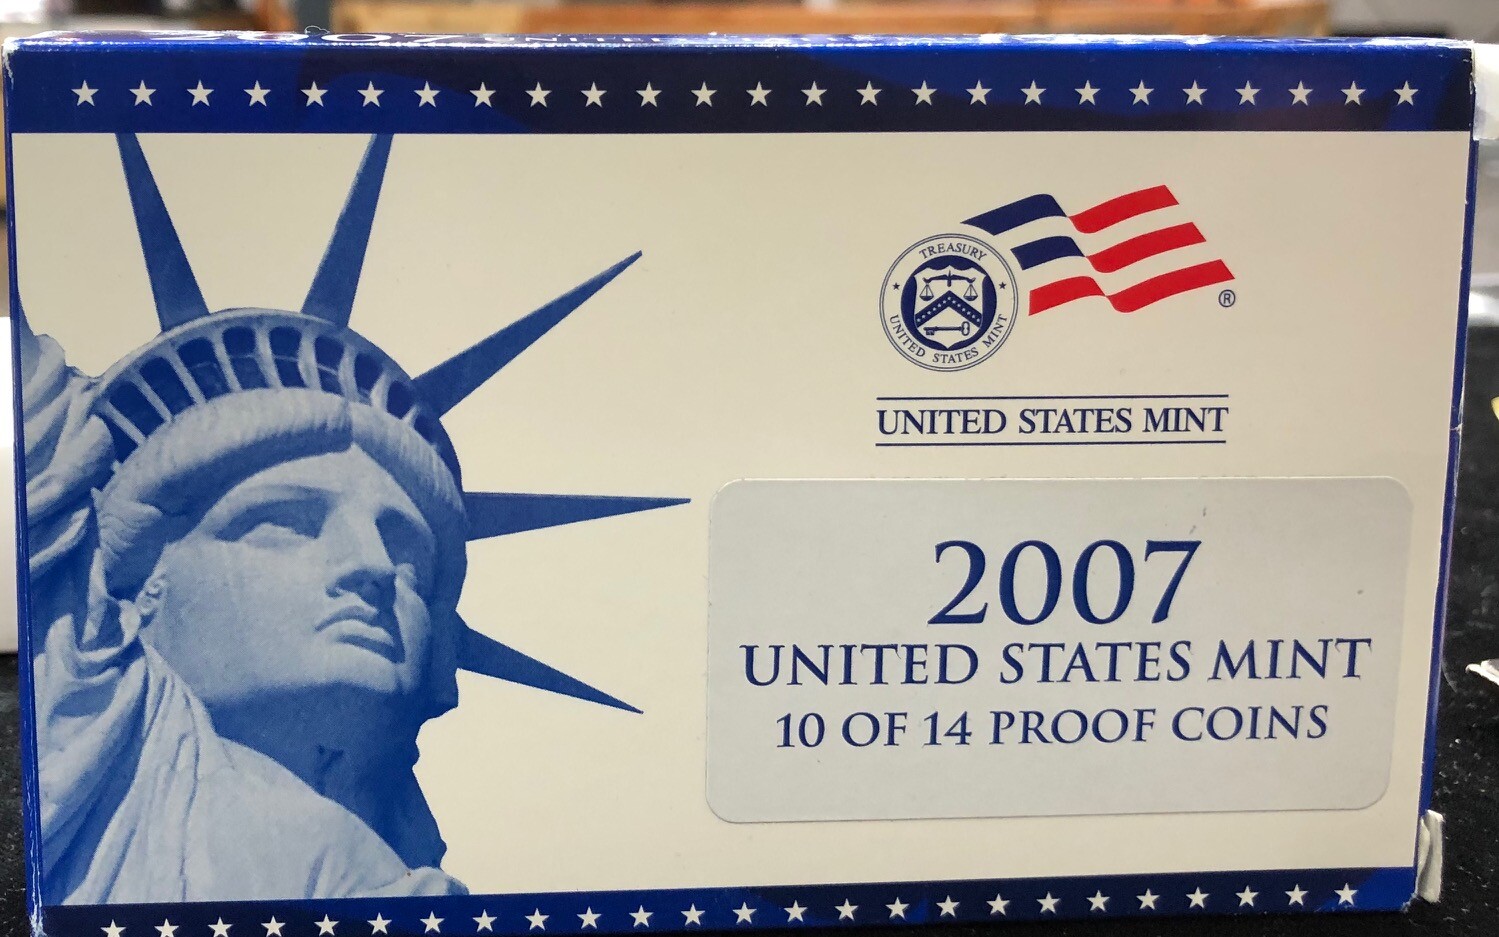 TREASURY
UNITED STATES MINT
®
UNITED STATES MINT
2007
UNITED STATES MINT
10 OF 14 PROOF COINS